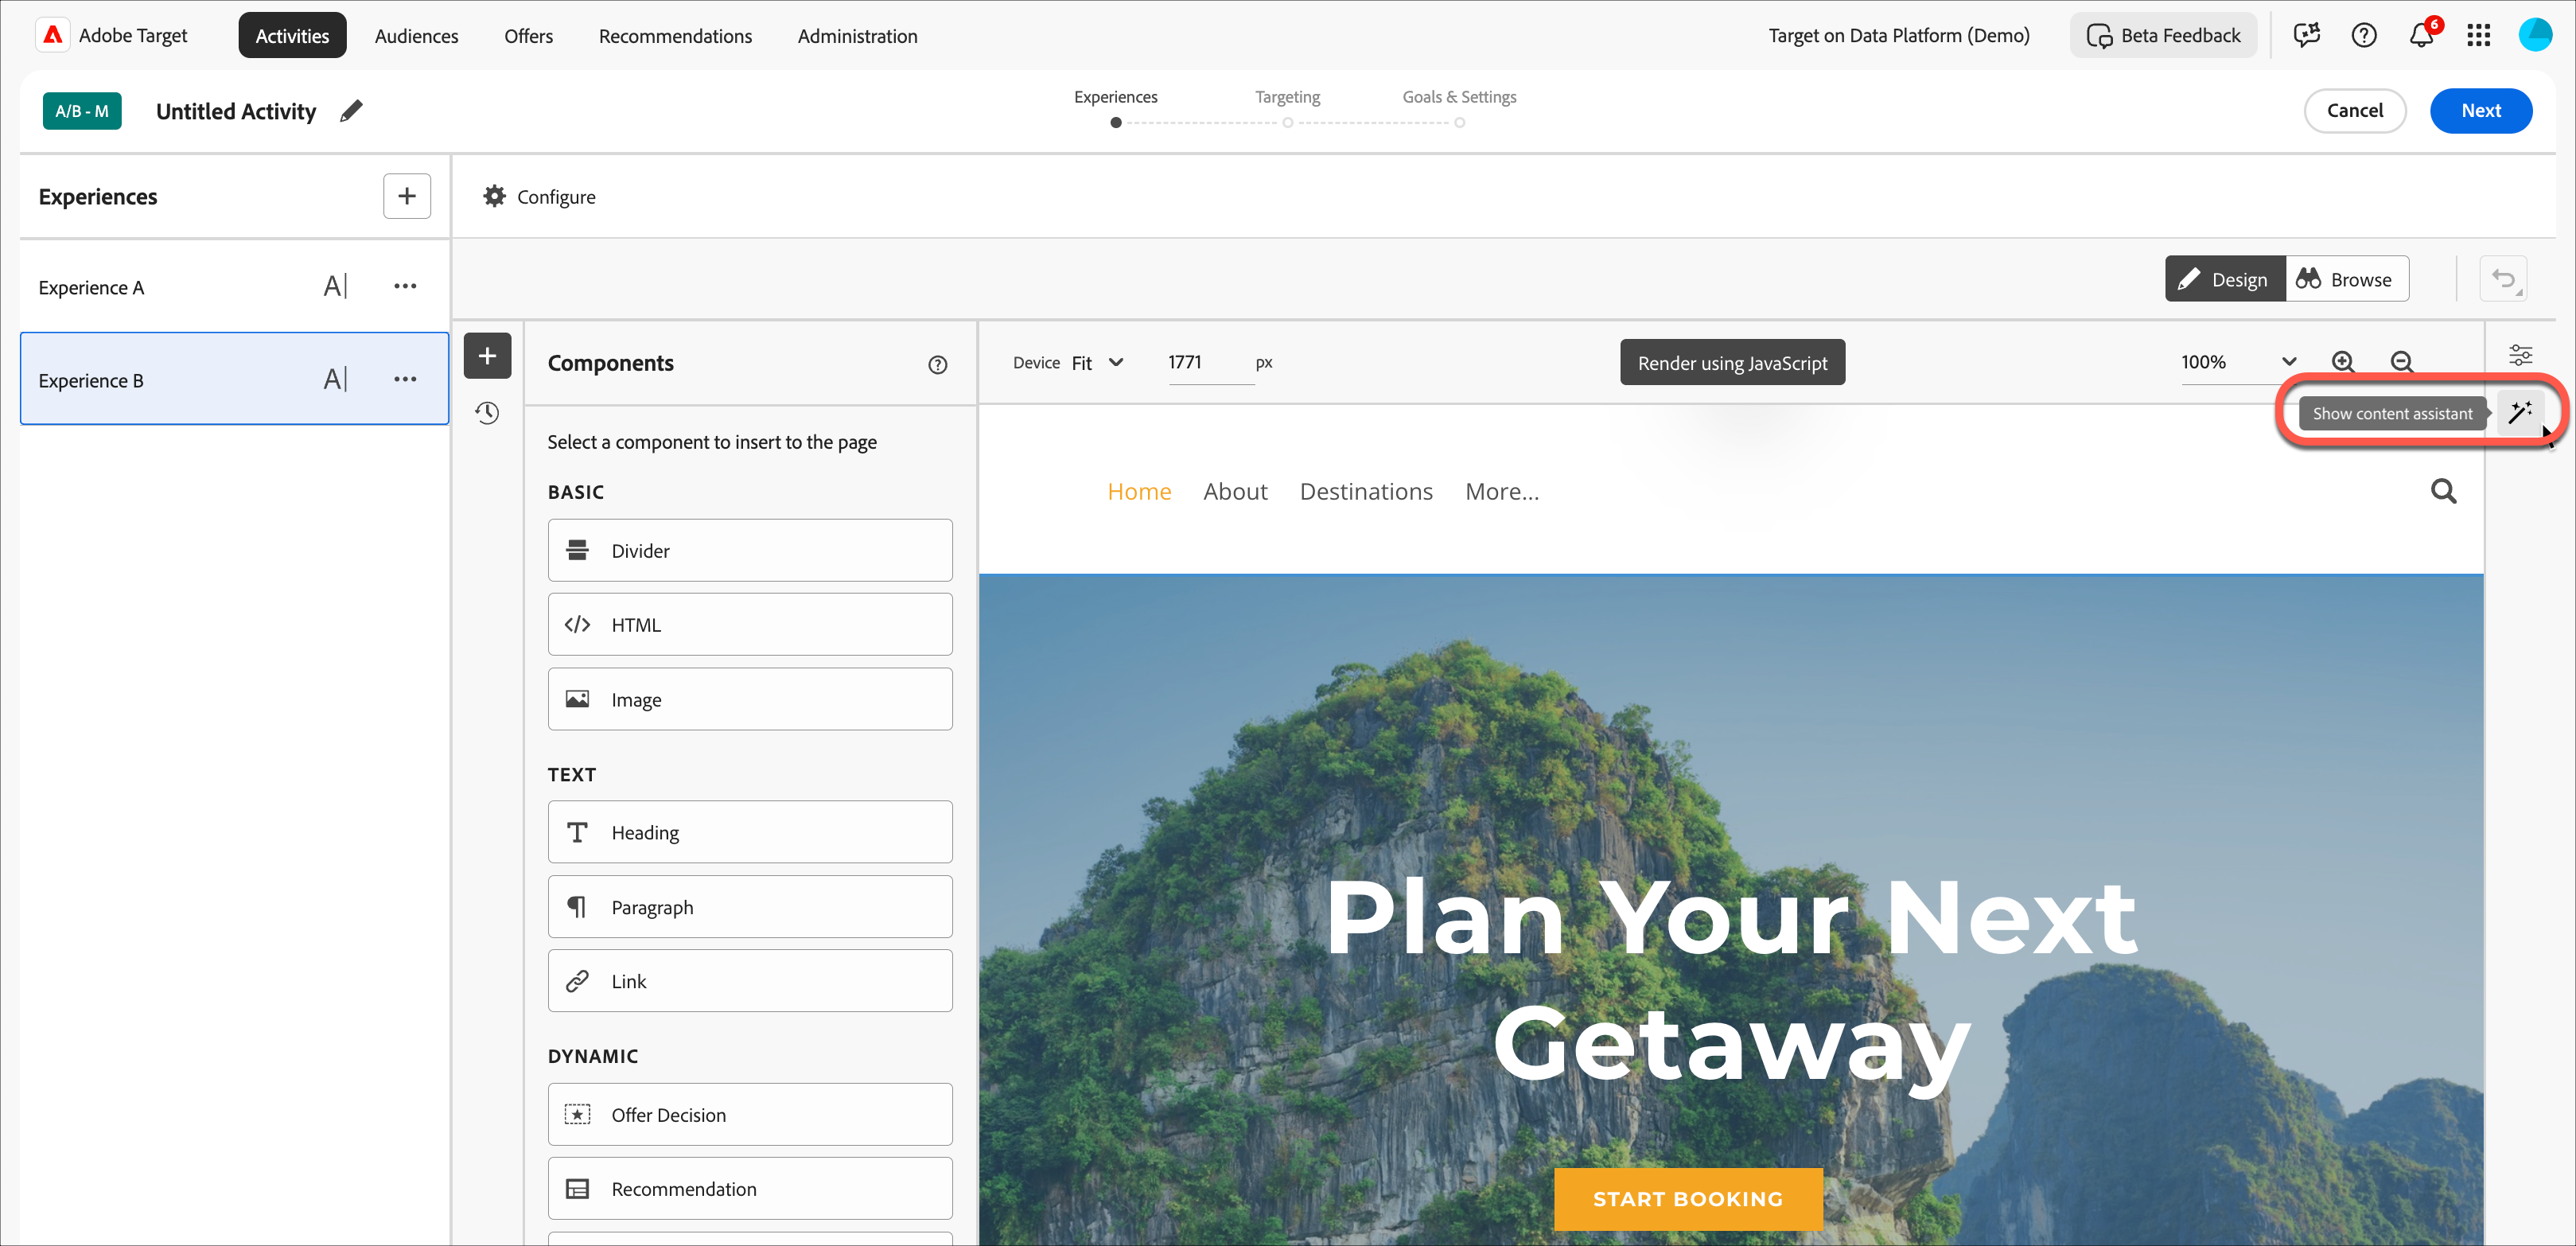 Adobe Target
Activities
Audiences
Offers
Recommendations
Administration
Target on Data Platform (Demo)
Beta Feedback
6
A/B - M
Untitled Activity
Experiences
Targeting
Goals & Settings
Cancel
Next
Experiences
Configure
Experience A
A
Design
Browse
Experience B
A
Components
Device
Fit
1771
px
Render using JavaScript
100%
Show content assistant
Select a component to insert to the page
BASIC
Divider
HTML
Image
TEXT
Heading
Paragraph
Link
DYNAMIC
Offer Decision
Recommendation
Home
About
Destinations
More...
Plan Your Next
Getaway
START BOOKING